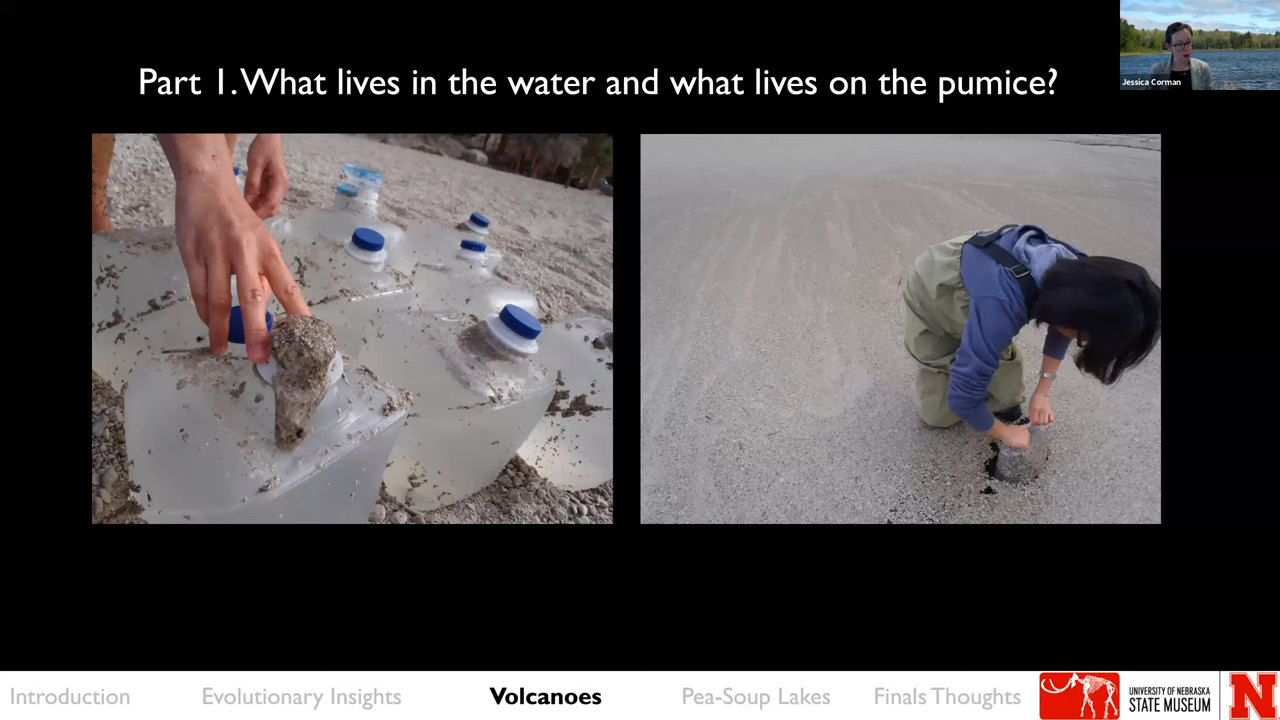 Part 1. What lives in the water and what lives on the pumice?
Jessica Corman
Introduction
Evolutionary Insights
Volcanoes
Pea-Soup Lakes
Finals Thoughts
UNIVERSITY OF NEBRASKA
STATE MUSEUM
N